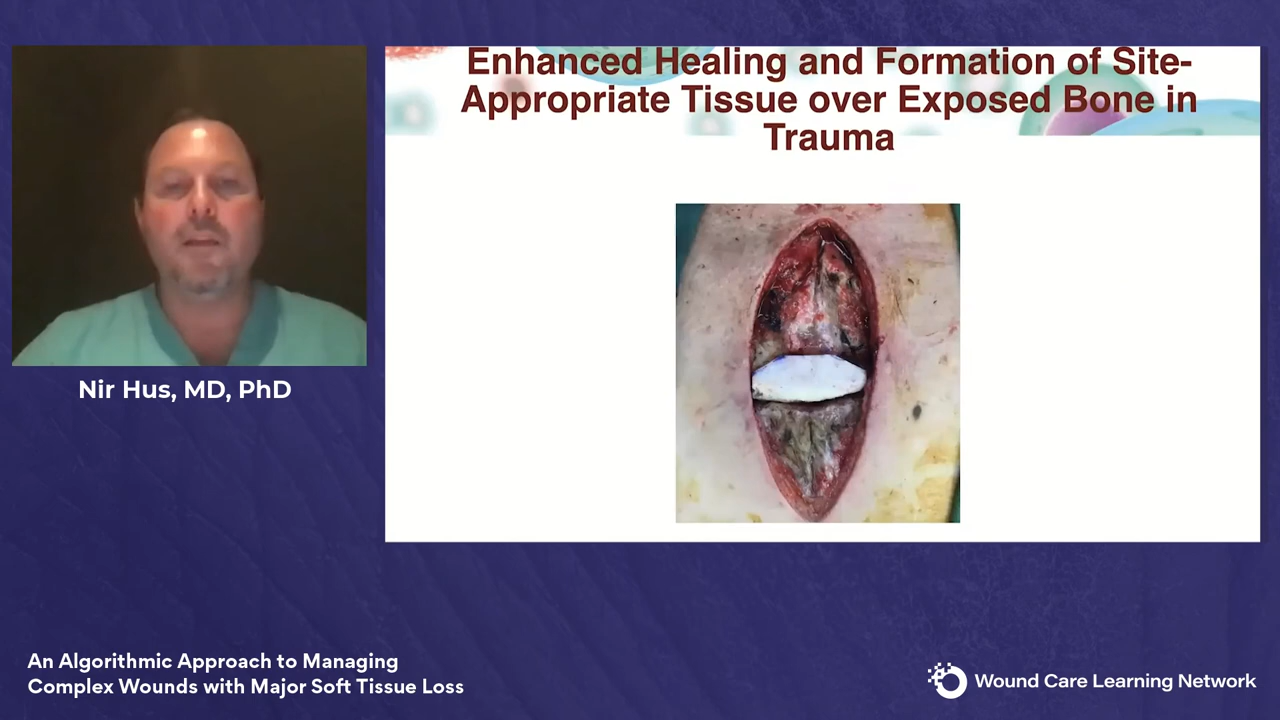 Enhanced Healing and Formation of Site-
Appropriate Tissue over Exposed Bone in
Trauma
Nir Hus, MD, PhD
An Algorithmic Approach to Managing
Complex Wounds with Major Soft Tissue Loss
Wound Care Learning Network